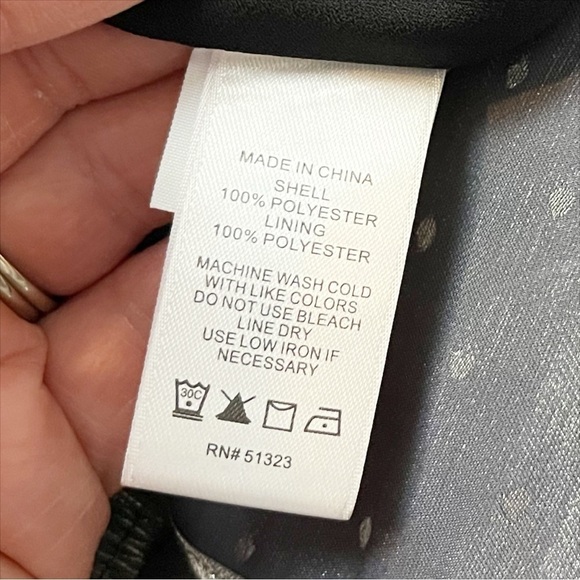 MADE IN CHINA
SHELL
100% POLYESTER
LINING
100% POLYESTER
MACHINE WASH COLD
WITH LIKE COLORS
DO NOT USE BLEACH
LINE DRY
USE LOW IRON IF
NECESSARY
30C
RN# 51323